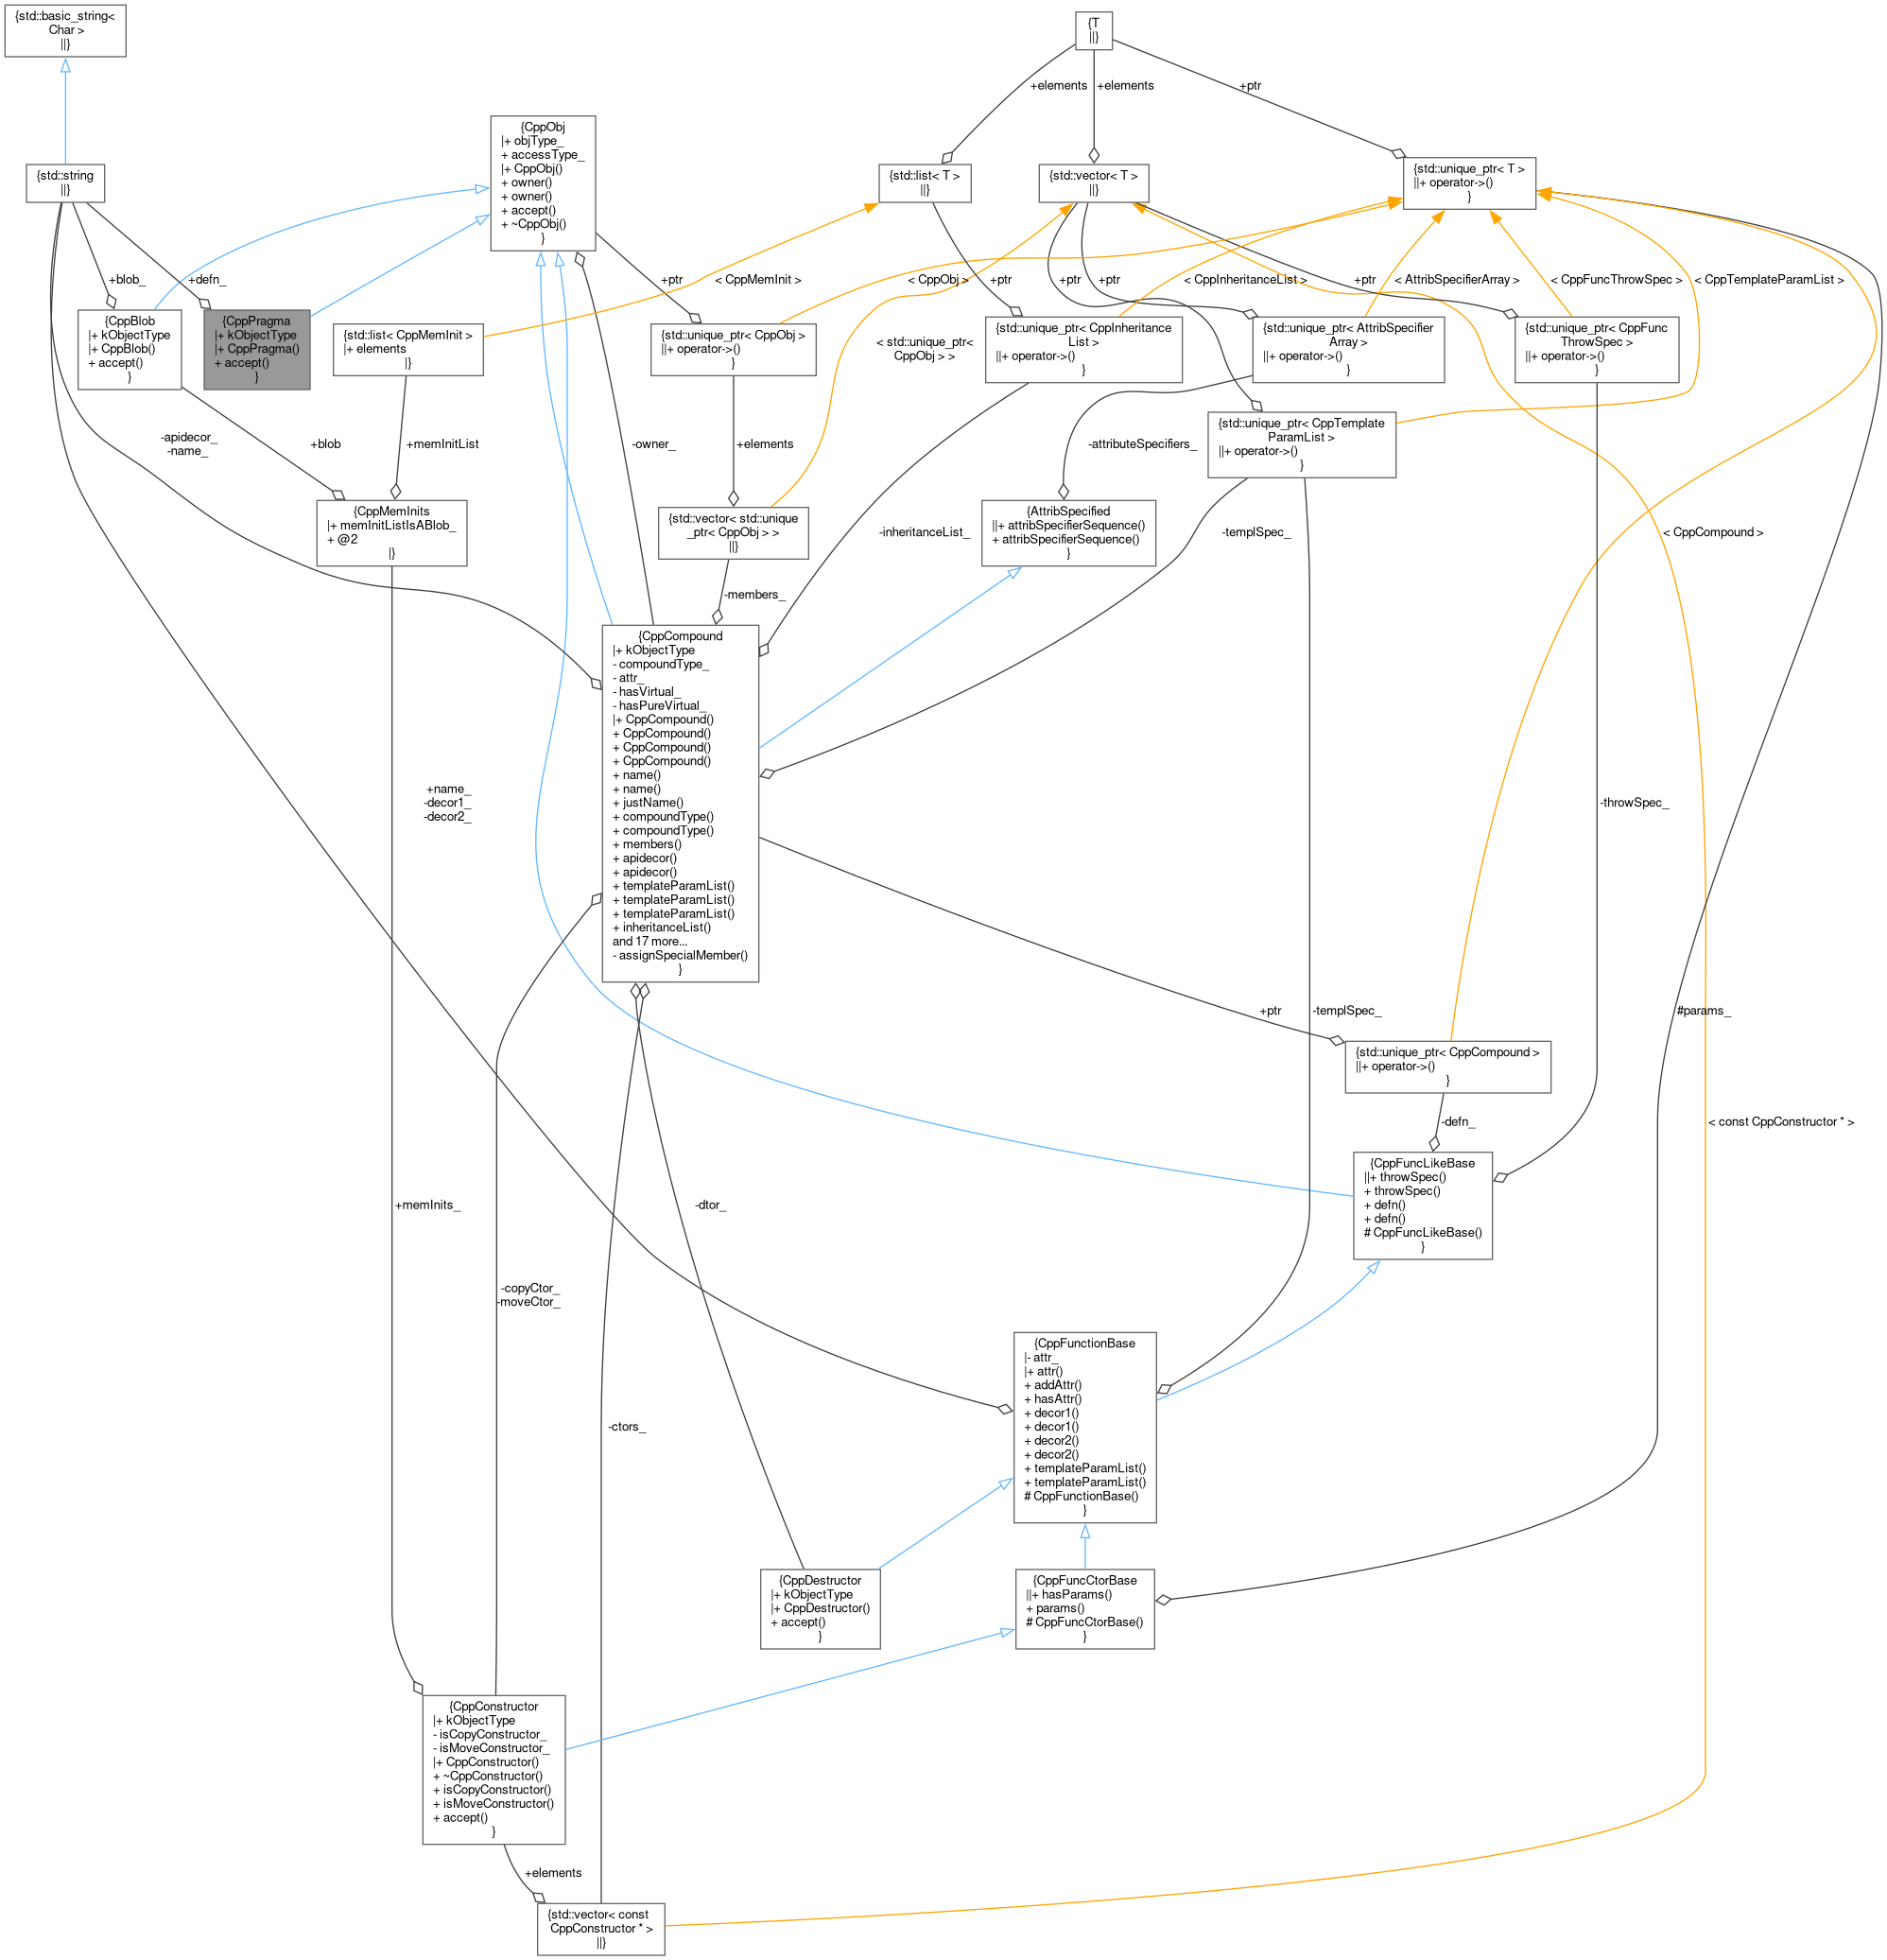 {std::basic_string<
Char >
||}
{T
||}
+elements
+elements
+ptr
{CppObj
|+ objType_
+ accessType_
|+ CppObj()
+ owner()
+ owner()
+ accept()
+ ~CppObj()
}
{std::string
||}
{std::list< T >
||}
{std::vector< T >
||}
{std::unique_ptr< T >
||+ operator->()
}
+blob_
+defn_
+ptr
< CppMemInit >
< CppObj >
+ptr
+ptr
+ptr
< CppInheritanceList >
+ptr
< AttribSpecifierArray >
< CppFuncThrowSpec >
< CppTemplateParamList >
{CppBlob
|+ kObjectType
|+ CppBlob()
+ accept()
}
{CppPragma
|+ kObjectType
|+ CppPragma()
+ accept()
}
{std::list< CppMemInit >
|+ elements
|}
{std::unique_ptr< CppObj >
||+ operator->()
}
< std::unique_ptr<
CppObj > >
{std::unique_ptr< CppInheritance
List >
||+ operator->()
}
{std::unique_ptr< AttribSpecifier
Array >
||+ operator->()
}
{std::unique_ptr< CppFunc
ThrowSpec >
||+ operator->()
}
-apidecor_
-name_
+blob
+memInitList
-owner_
+elements
-attributeSpecifiers_
{std::unique_ptr< CppTemplate
ParamList >
||+ operator->()
}
{CppMemInits
|+ memInitListIsABlob_
+ @2
|}
{std::vector< std::unique
_ptr< CppObj > >
||}
-inheritanceList_
{AttribSpecified
||+ attribSpecifierSequence()
+ attribSpecifierSequence()
}
-templSpec_
< CppCompound >
-members_
{CppCompound
|+ kObjectType
- compoundType_
- attr_
- hasVirtual_
- hasPureVirtual_
|+ CppCompound()
+ CppCompound()
+ CppCompound()
+ CppCompound()
+ name()
+ name()
+ justName()
+ compoundType()
+ compoundType()
+ members()
+ apidecor()
+ apidecor()
+ templateParamList()
+ templateParamList()
+ templateParamList()
+ inheritanceList()
and 17 more...
- assignSpecialMember()
}
+name_
-decor1_
-decor2_
-throwSpec_
+ptr
-templSpec_
#params_
{std::unique_ptr< CppCompound >
||+ operator->()
}
-defn_
< const CppConstructor * >
{CppFuncLikeBase
||+ throwSpec()
+ throwSpec()
+ defn()
+ defn()
# CppFuncLikeBase()
}
+memInits_
-dtor_
-copyCtor_
-moveCtor_
{CppFunctionBase
|- attr_
|+ attr()
+ addAttr()
+ hasAttr()
+ decor1()
+ decor1()
+ decor2()
+ decor2()
+ templateParamList()
+ templateParamList()
# CppFunctionBase()
}
-ctors_
{CppDestructor
|+ kObjectType
|+ CppDestructor()
+ accept()
}
{CppFuncCtorBase
||+ hasParams()
+ params()
# CppFuncCtorBase()
}
{CppConstructor
|+ kObjectType
- isCopyConstructor_
- isMoveConstructor_
|+ CppConstructor()
+ ~CppConstructor()
+ isCopyConstructor()
+ isMoveConstructor()
+ accept()
}
+elements
{std::vector< const
CppConstructor * >
||}